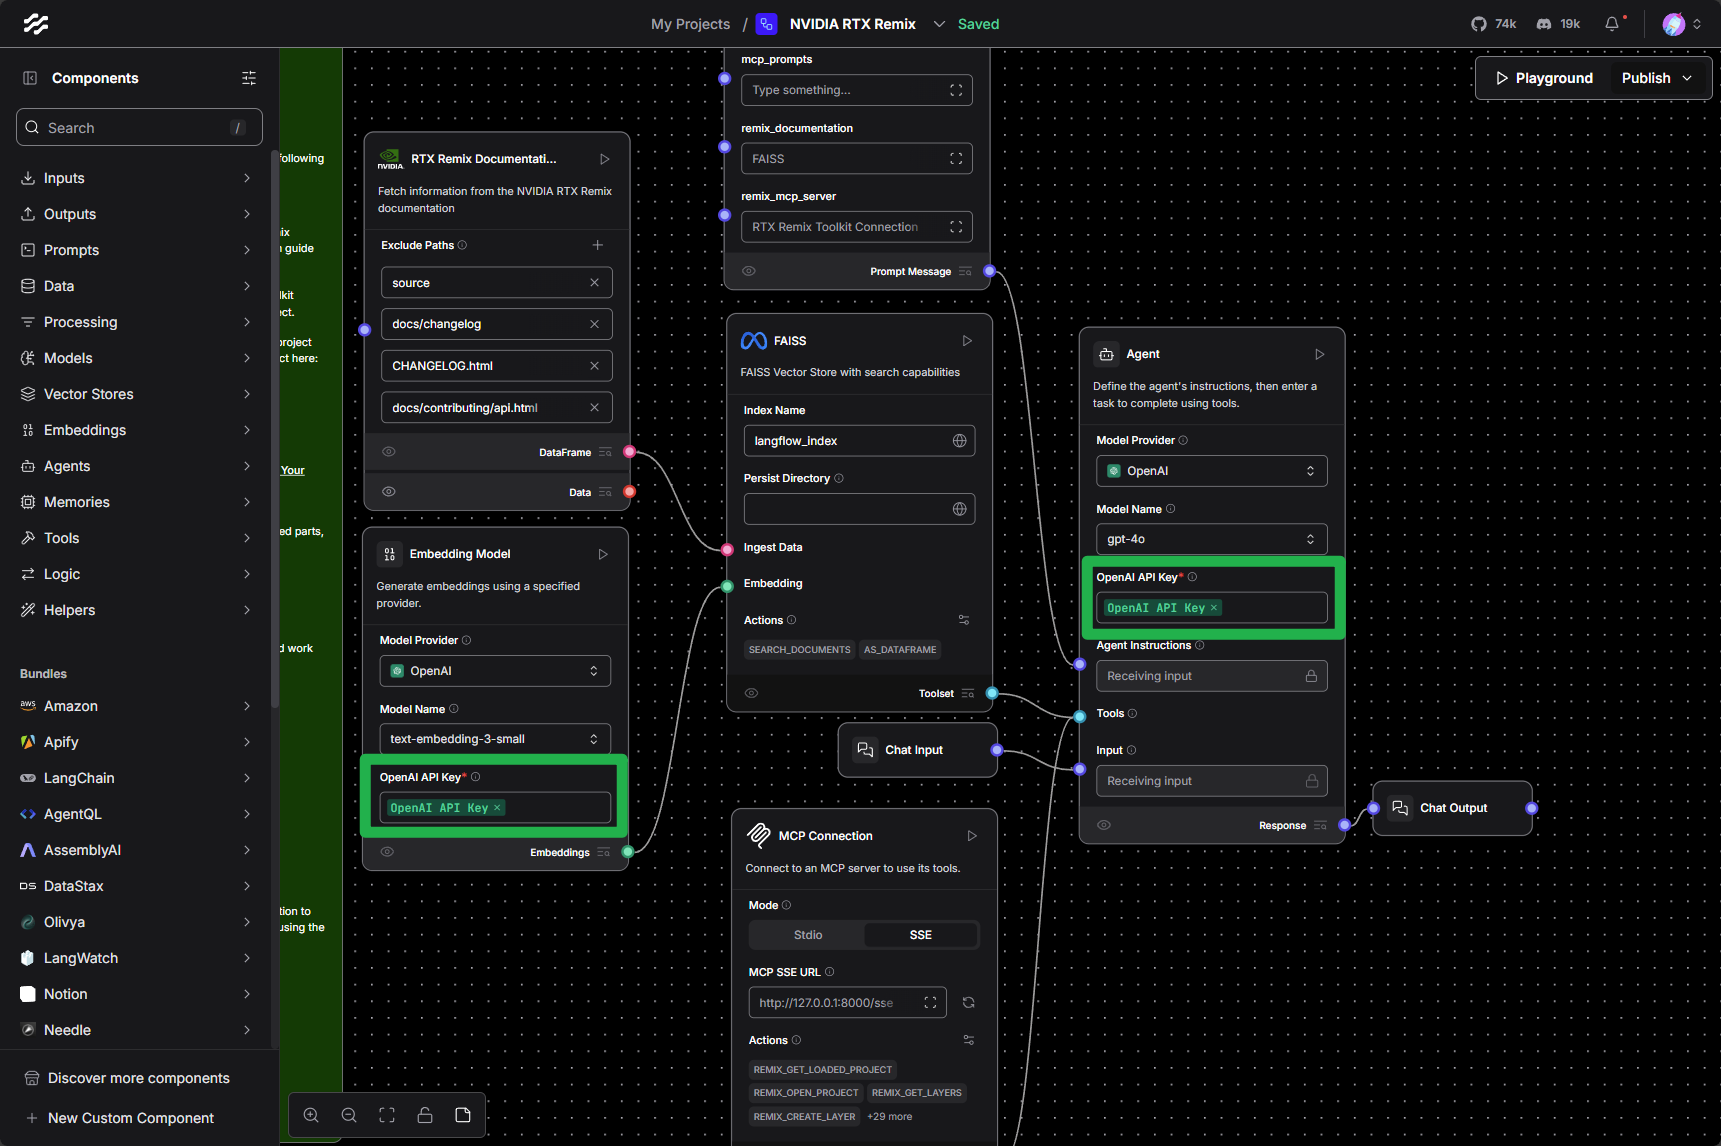 My Projects / NVIDIA RTX Remix Saved
74k 19k
Components
Search /
Inputs
Outputs
Prompts
Data
Processing
Models
Vector Stores
Embeddings
Agents
Memories
Tools
Logic
Helpers
Bundles
aws Amazon
Apify
LangChain
AgentQL
AssemblyAI
DS DataStax
Olivya
LangWatch
Notion
Needle
Discover more components
New Custom Component
following
guide
ct.
project
ct here:
Your
ed parts,
d work
tion to
using the
NVIDIA. RTX Remix Documentati...
Fetch information from the NVIDIA RTX Remix
documentation
Exclude Paths
source
docs/changelog
CHANGELOG.html
docs/contributing/api.html
DataFrame
Data
Embedding Model
Generate embeddings using a specified
provider.
Model Provider
OpenAI
Model Name
text-embedding-3-small
OpenAI API Key*
OpenAI API Key ×
Embeddings
mcp_prompts
Type something...
remix_documentation
FAISS
remix_mcp_server
RTX Remix Toolkit Connection
Prompt Message
FAISS
FAISS Vector Store with search capabilities
Index Name
langflow_index
Persist Directory
Ingest Data
Embedding
Actions
SEARCH_DOCUMENTS AS_DATAFRAME
Toolset
Chat Input
MCP Connection
Connect to an MCP server to use its tools.
Mode
Stdio SSE
MCP SSE URL
http://127.0.0.1:8000/sse
Actions
REMIX_GET_LOADED_PROJECT
REMIX_OPEN_PROJECT REMIX_GET_LAYERS
REMIX_CREATE_LAYER +29 more
Playground Publish
Agent
Define the agent's instructions, then enter a
task to complete using tools.
Model Provider
OpenAI
Model Name
gpt-4o
OpenAI API Key*
OpenAI API Key ×
Agent Instructions
Receiving input
Tools
Input
Receiving input
Response
Chat Output